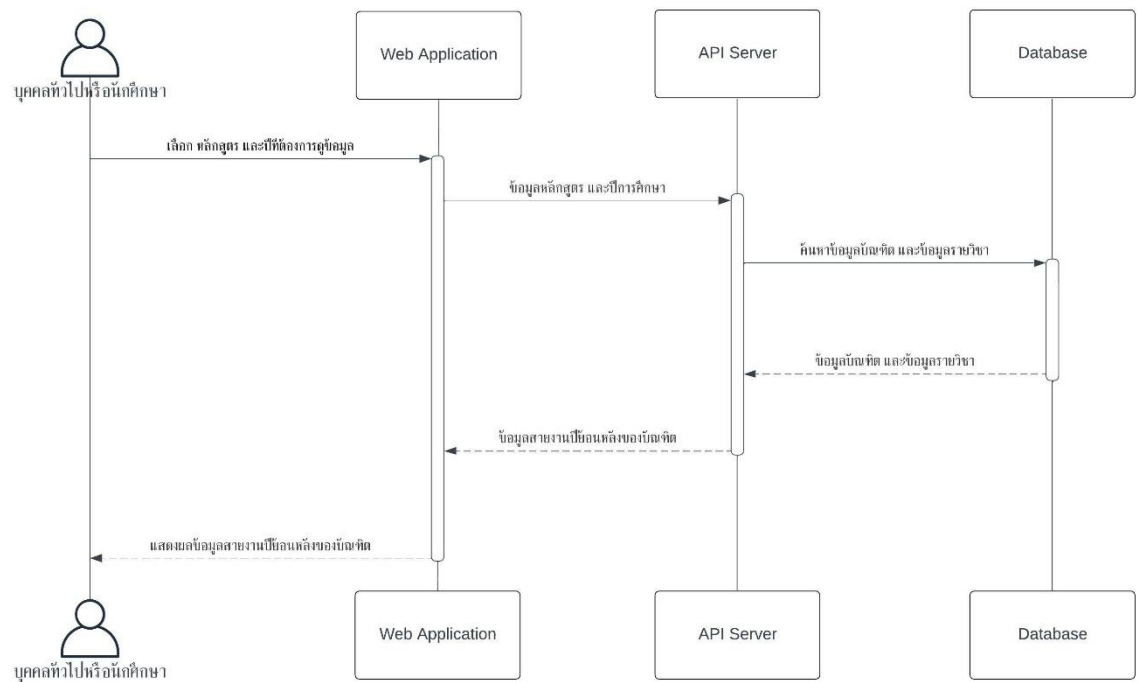 Web Application
API Server
Database
บุคคลทั่วไปหรือนักศึกษา
เลือก หลักสูตร และปีที่ต้องการดูข้อมูล
ข้อมูลหลักสูตร และปีการศึกษา
ค้นหาข้อมูลบัณฑิต และข้อมูลรายวิชา
ข้อมูลบัณฑิต และข้อมูลรายวิชา
ข้อมูลสายงานปีย้อนหลังของบัณฑิต
แสดงผลข้อมูลสายงานปีย้อนหลังของบัณฑิต
Web Application
API Server
Database
บุคคลทั่วไปหรือนักศึกษา